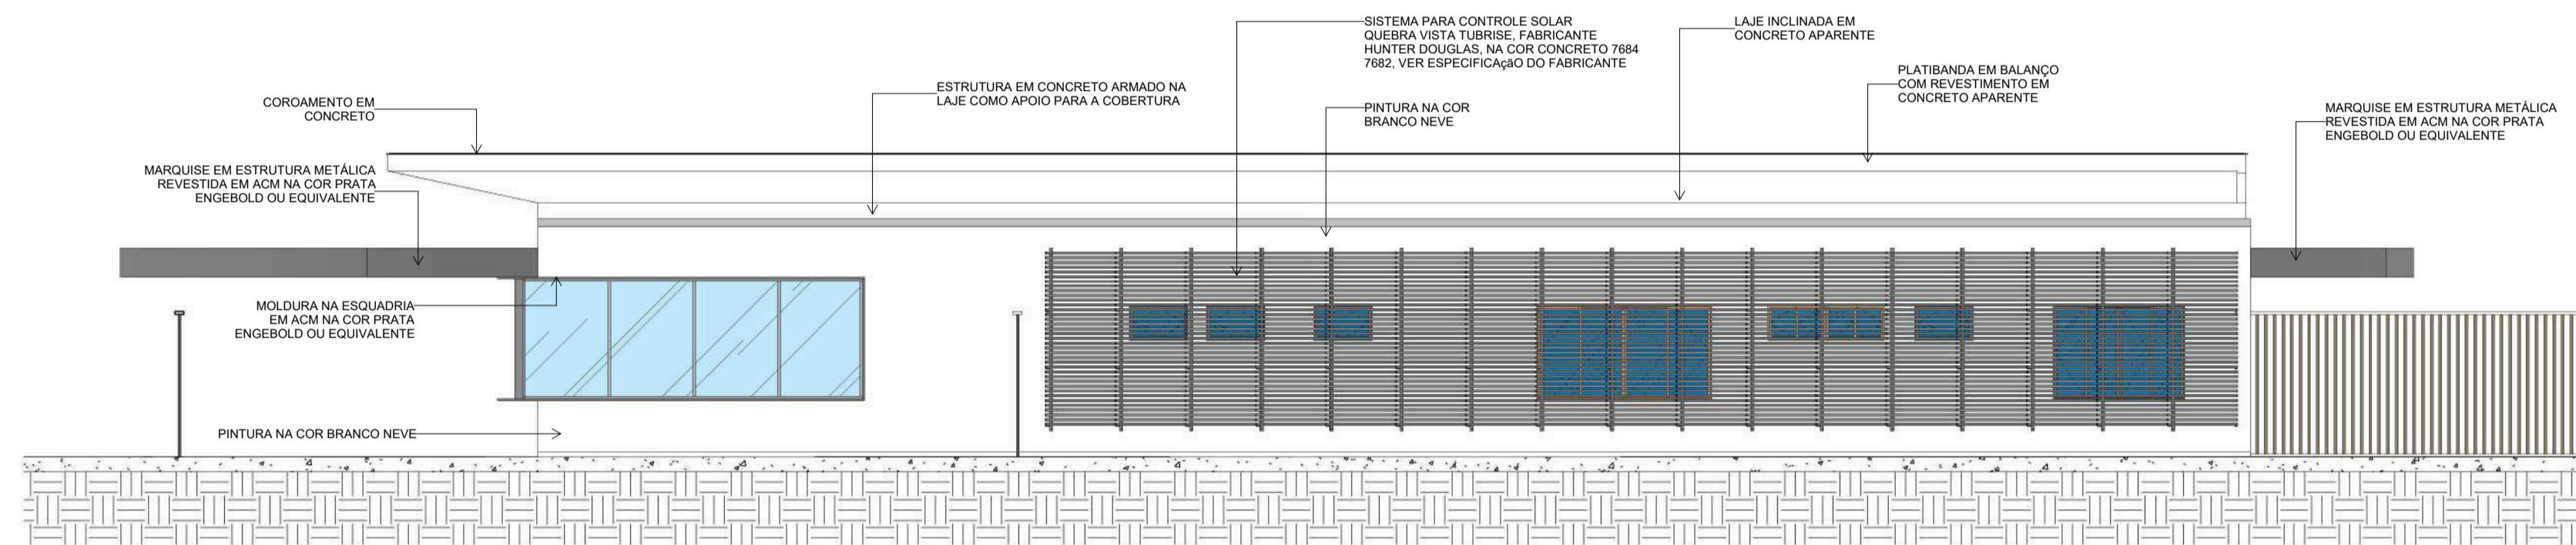 COROAMENTO EM
CONCRETO
MARQUISE EM ESTRUTURA METÁLICA
REVESTIDA EM ACM NA COR PRATA
ENGEBOLD OU EQUIVALENTE
MOLDURA NA ESQUADRIA
EM ACM NA COR PRATA
ENGEBOLD OU EQUIVALENTE
PINTURA NA COR BRANCO NEVE
ESTRUTURA EM CONCRETO ARMADO NA
LAJE COMO APOIO PARA A COBERTURA
SISTEMA PARA CONTROLE SOLAR
QUEBRA VISTA TUBRISE, FABRICANTE
HUNTER DOUGLAS, NA COR CONCRETO 7684
7682, VER ESPECIFICAçãO DO FABRICANTE
PINTURA NA COR
BRANCO NEVE
LAJE INCLINADA EM
CONCRETO APARENTE
PLATIBANDA EM BALANÇO
COM REVESTIMENTO EM
CONCRETO APARENTE
MARQUISE EM ESTRUTURA METÁLICA
REVESTIDA EM ACM NA COR PRATA
ENGEBOLD OU EQUIVALENTE